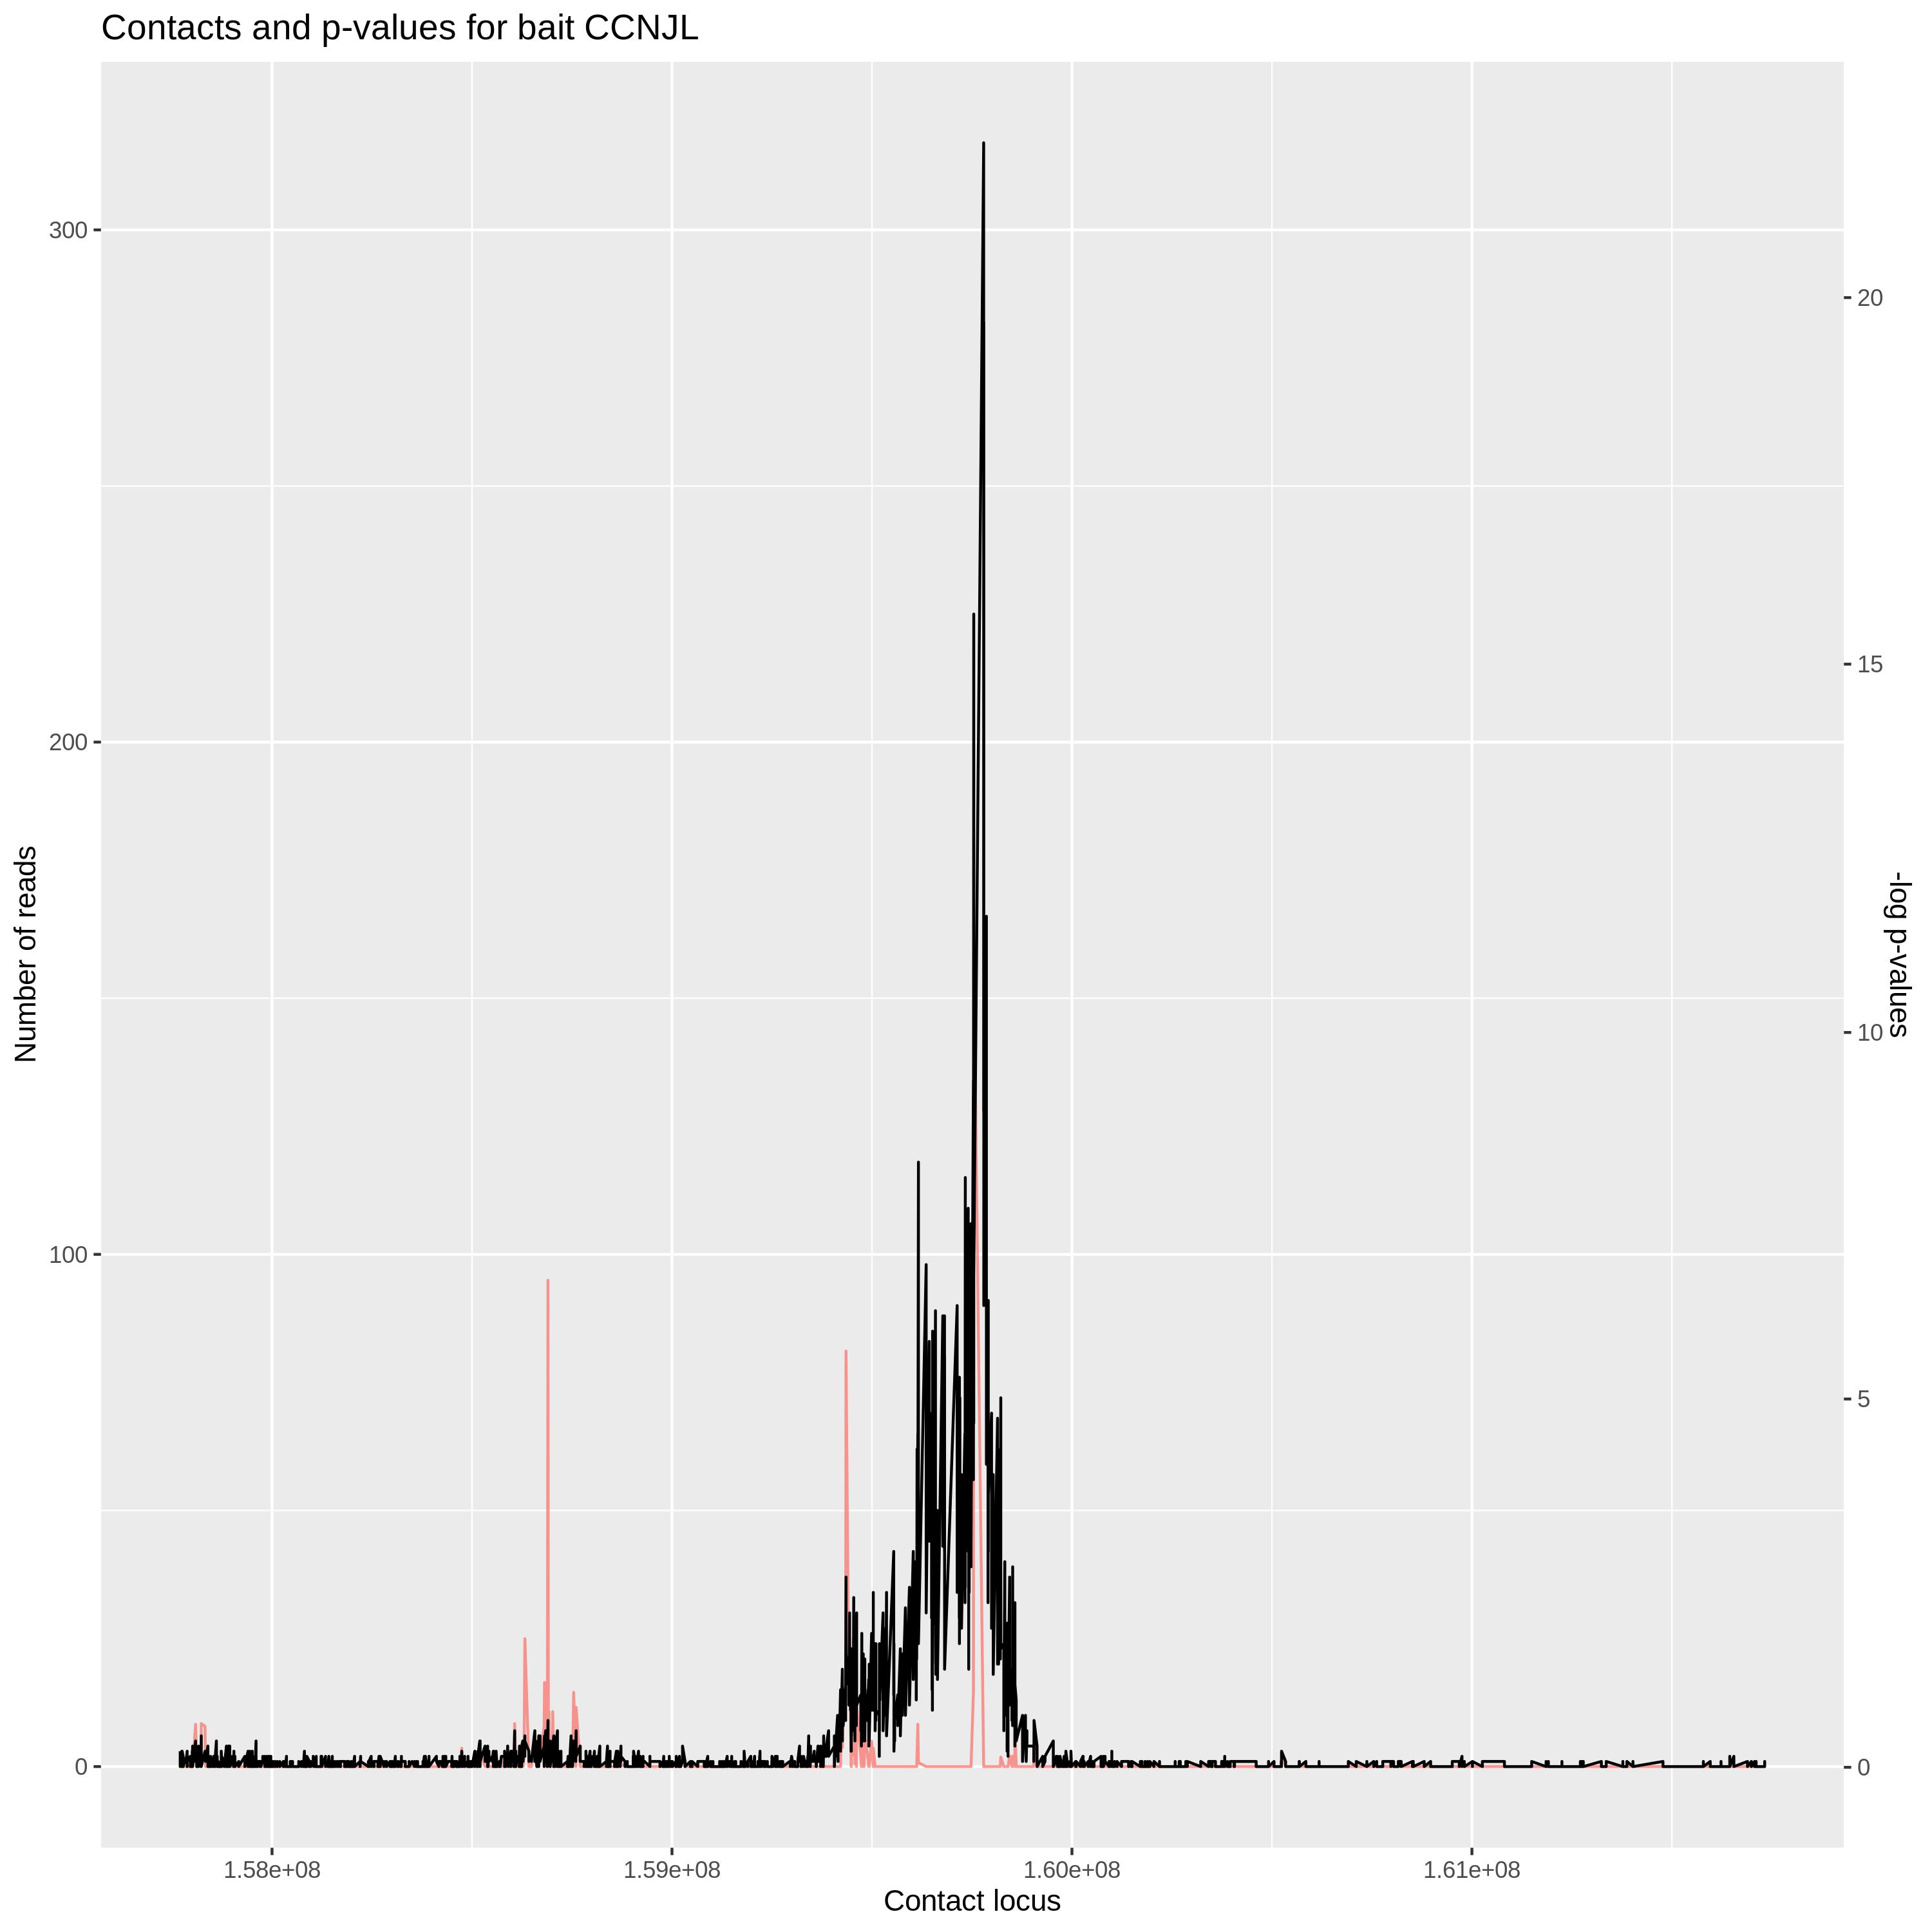 Contacts and p-values for bait CCNJL
300
200
100
0
Number of reads
20
15
10
5
0
-log p-values
1.58e+08
1.59e+08
1.60e+08
1.61e+08
Contact locus